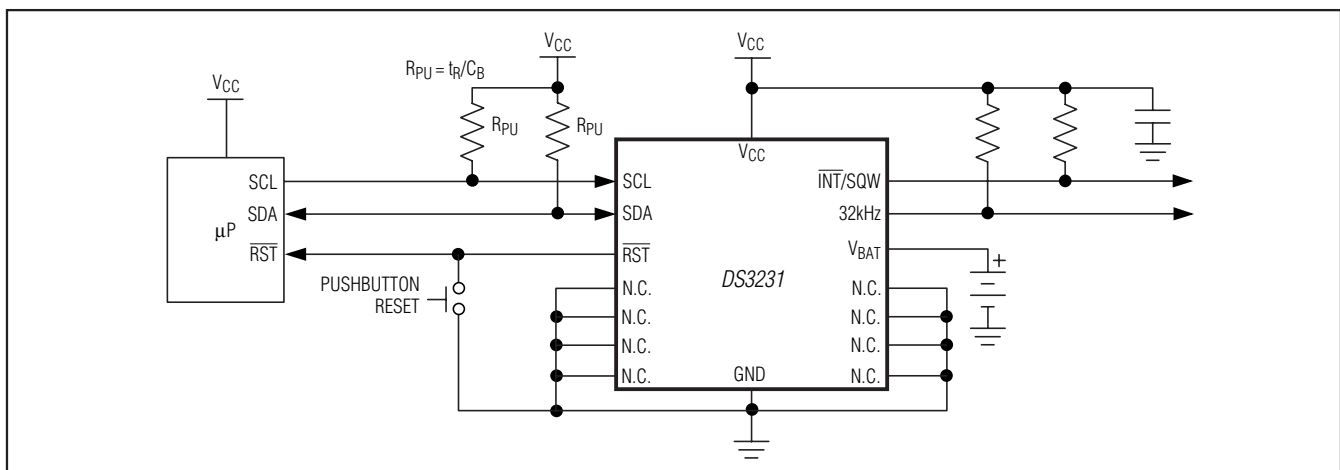 VCC
VCC
RPU = tR/CB
VCC
RPU
RPU
VCC
SCL
SCL
INT/SQW
SDA
SDA
32kHz
µP
RST
RST
VBAT
+
DS3231
PUSHBUTTON
RESET
N.C.
N.C.
N.C.
N.C.
N.C.
N.C.
N.C.
N.C.
GND